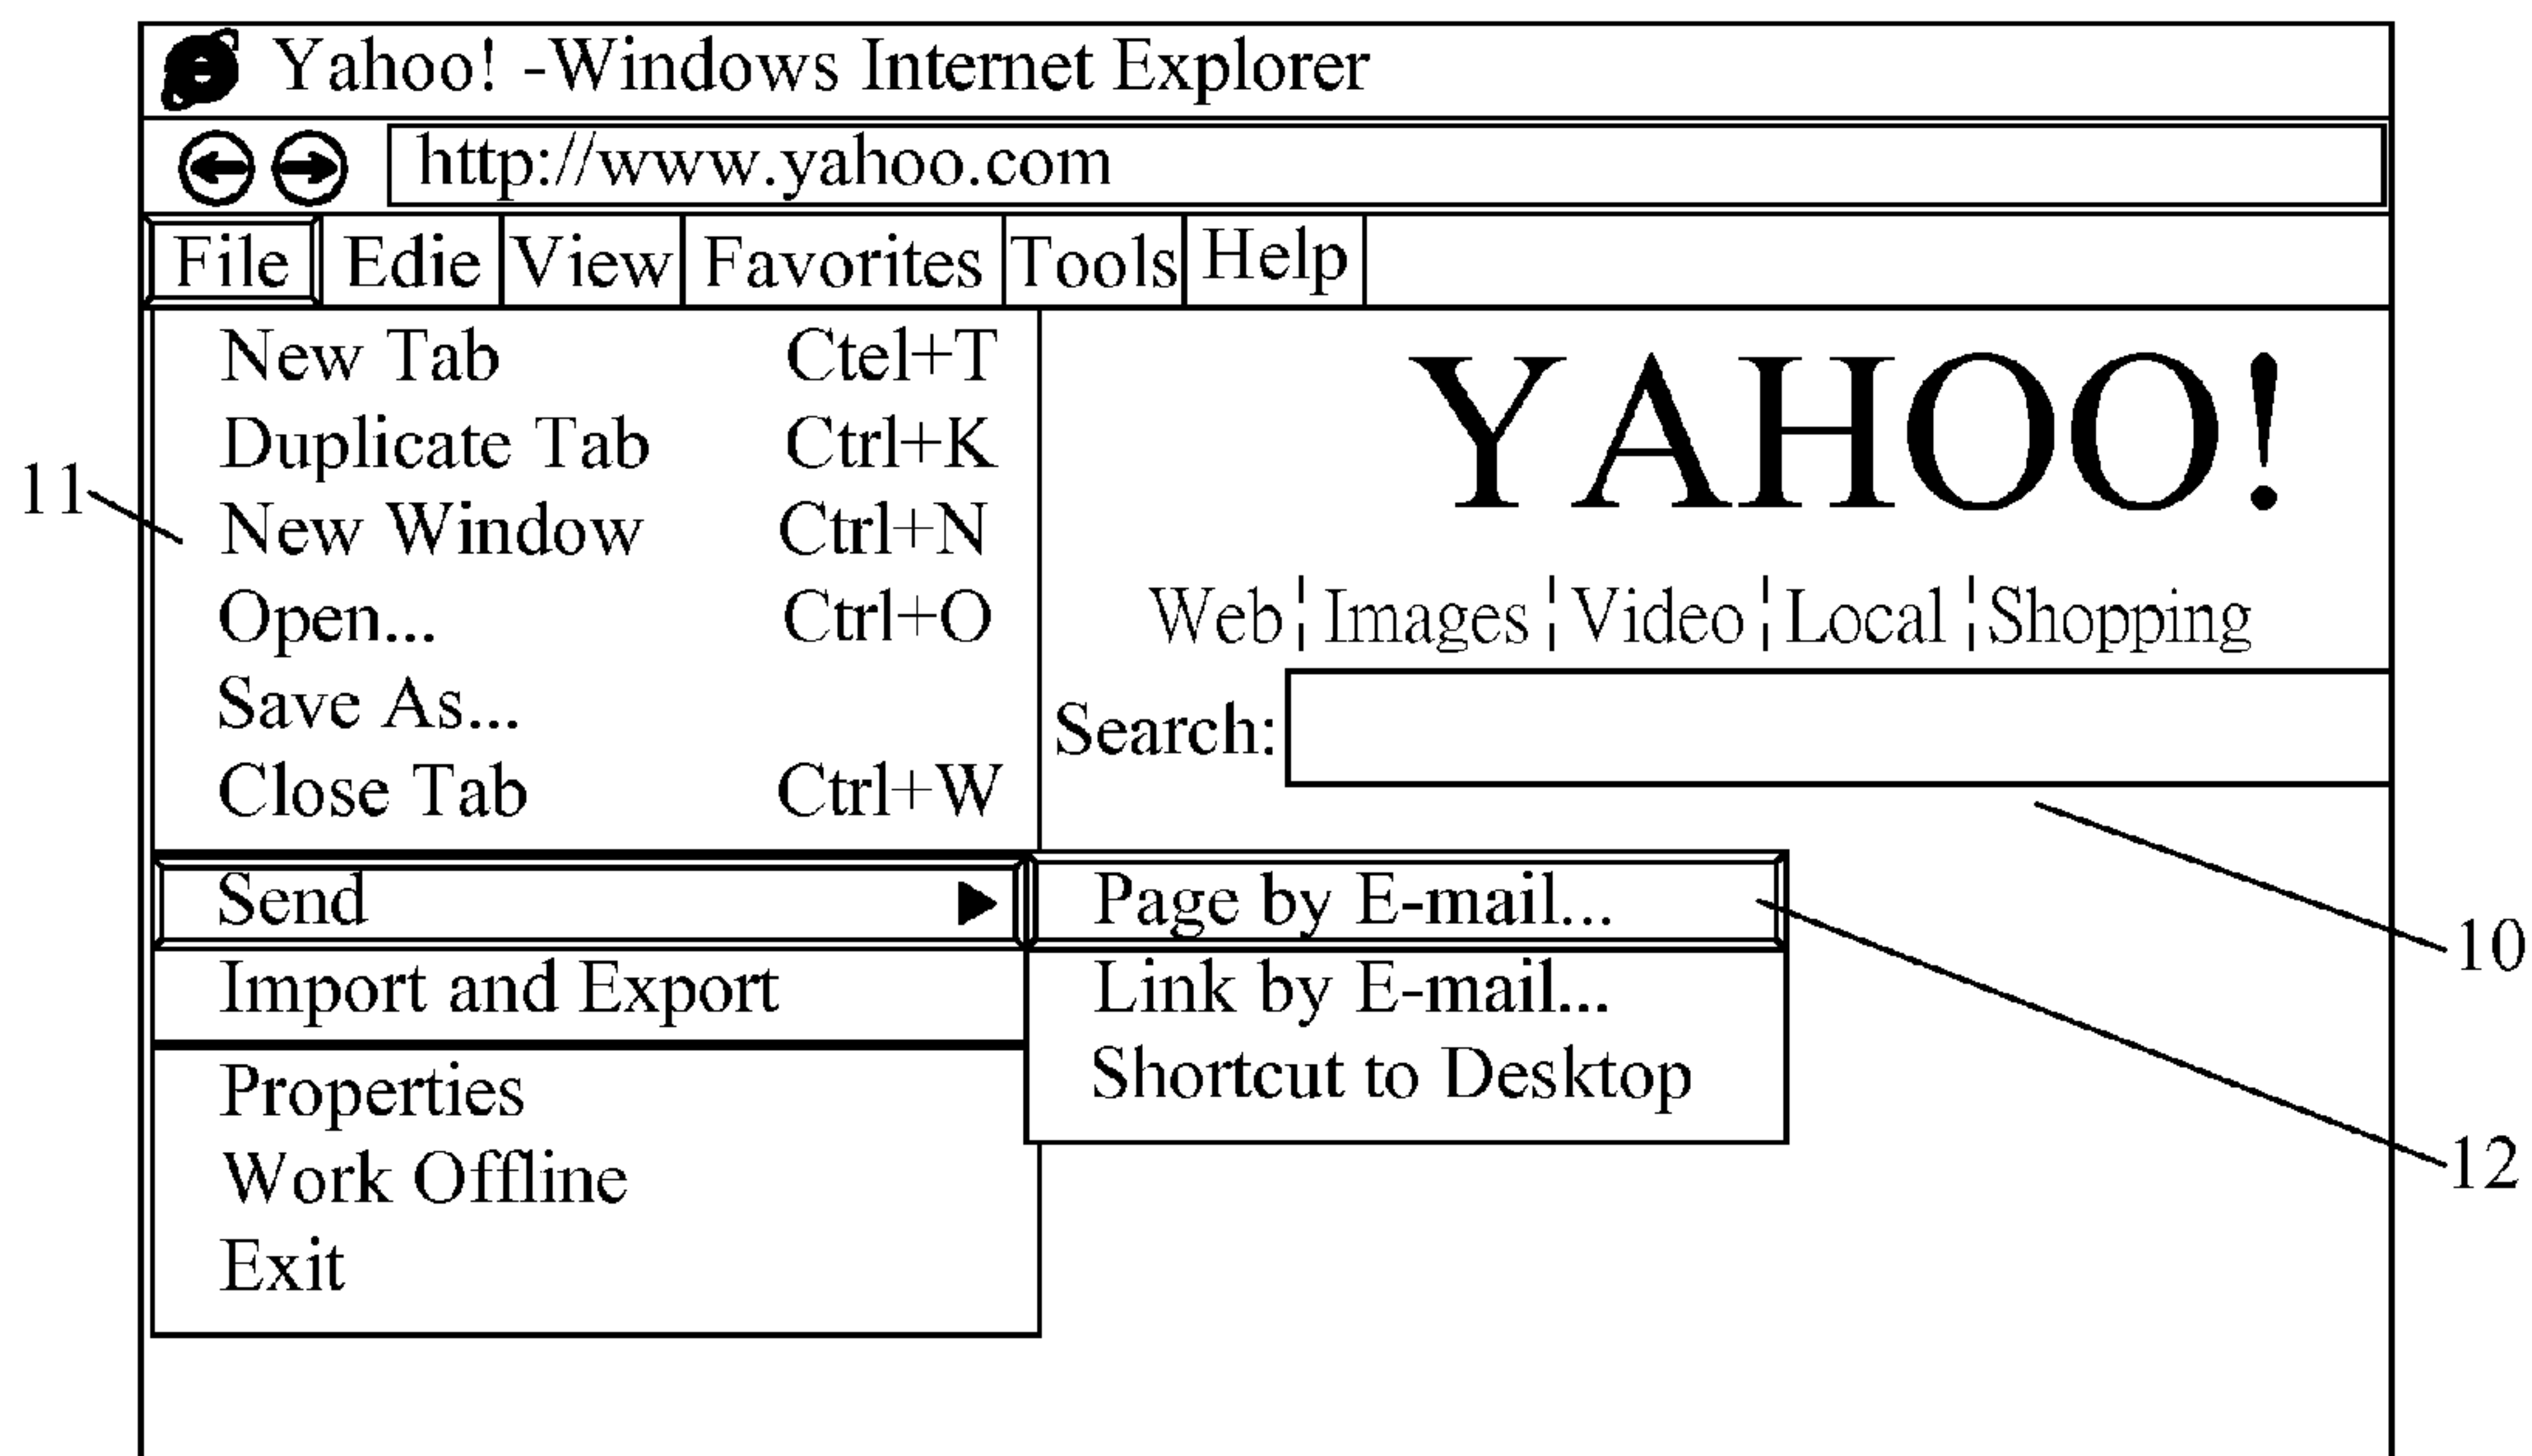 Yahoo! -Windows Internet Explorer
http://www.yahoo.com
File Edie View Favorites Tools Help
New Tab Ctel+T
Duplicate Tab Ctrl+K
New Window Ctrl+N
Open... Ctrl+O
Save As...
Close Tab Ctrl+W
Send
Import and Export
Properties
Work Offline
Exit
Page by E-mail...
Link by E-mail...
Shortcut to Desktop
YAHOO!
Web¦Images¦Video¦Local¦Shopping
Search:
11
10
12